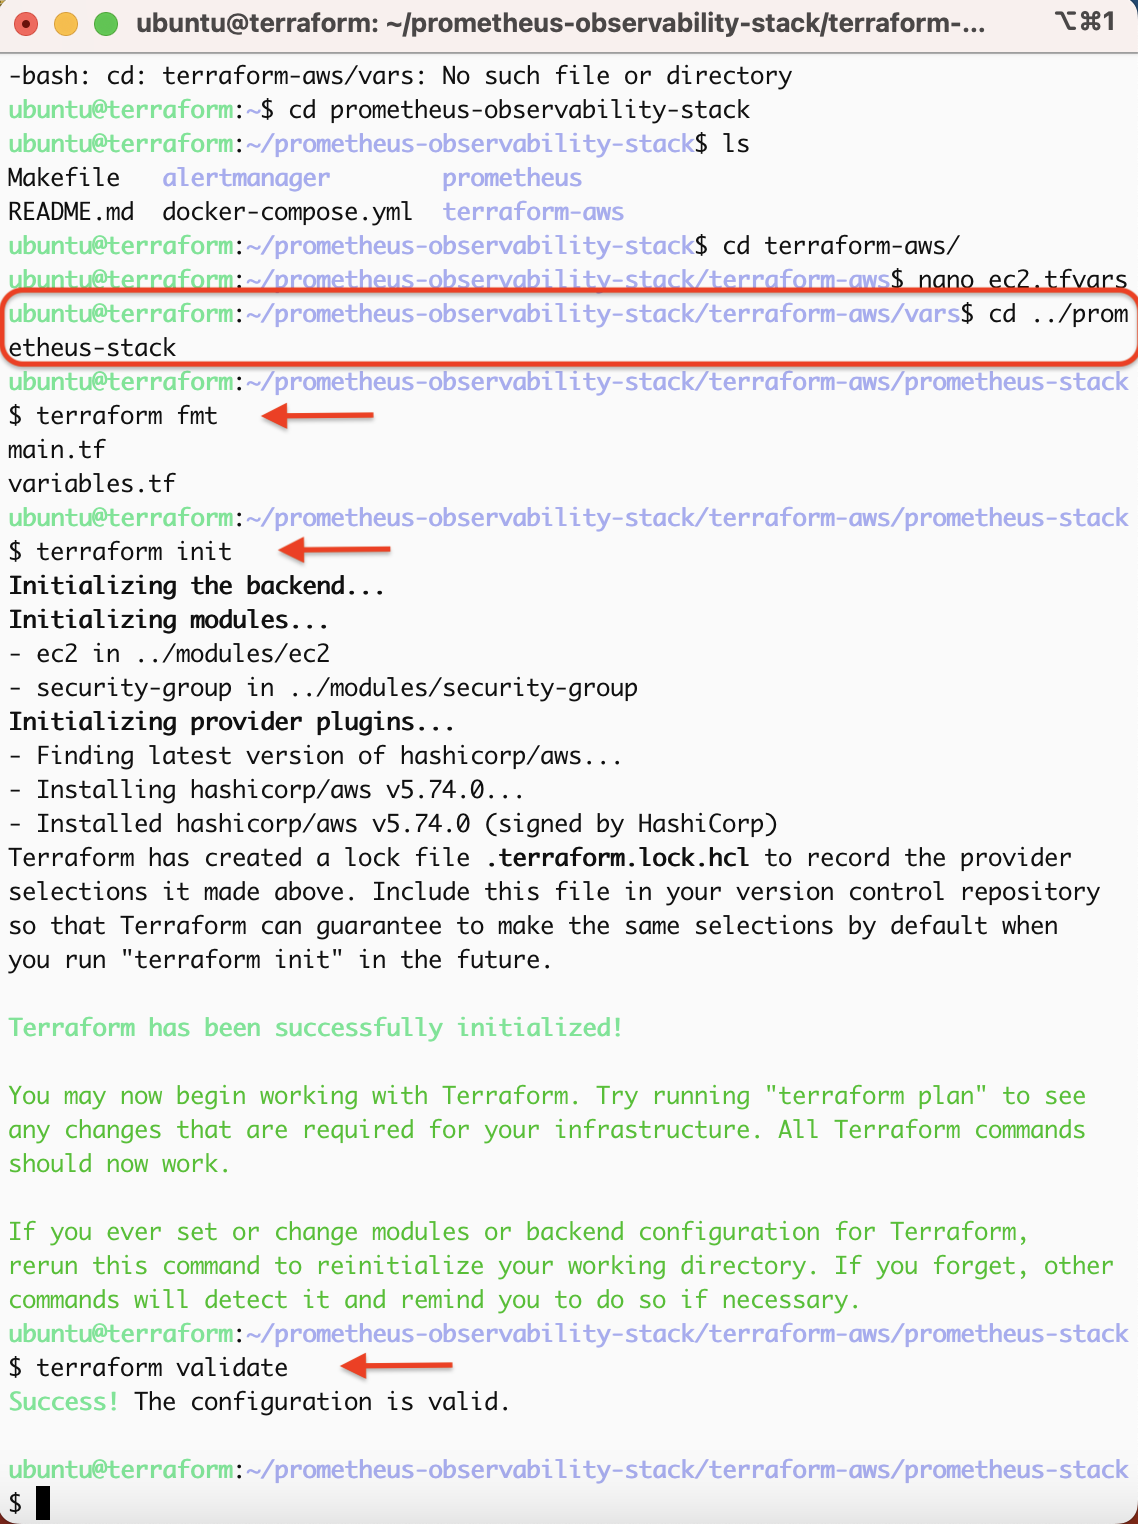 ubuntu@terraform: ~/prometheus-observability-stack/terraform-... ⌥⌘1
-bash: cd: terraform-aws/vars: No such file or directory
ubuntu@terraform:~$ cd prometheus-observability-stack
ubuntu@terraform:~/prometheus-observability-stack$ ls
Makefile alertmanager prometheus
README.md docker-compose.yml terraform-aws
ubuntu@terraform:~/prometheus-observability-stack$ cd terraform-aws/
ubuntu@terraform:~/prometheus-observability-stack/terraform-aws$ nano ec2.tfvars
ubuntu@terraform:~/prometheus-observability-stack/terraform-aws/vars$ cd ../prom
etheus-stack
ubuntu@terraform:~/prometheus-observability-stack/terraform-aws/prometheus-stack
$ terraform fmt
main.tf
variables.tf
ubuntu@terraform:~/prometheus-observability-stack/terraform-aws/prometheus-stack
$ terraform init
Initializing the backend...
Initializing modules...
- ec2 in ../modules/ec2
- security-group in ../modules/security-group
Initializing provider plugins...
- Finding latest version of hashicorp/aws...
- Installing hashicorp/aws v5.74.0...
- Installed hashicorp/aws v5.74.0 (signed by HashiCorp)
Terraform has created a lock file .terraform.lock.hcl to record the provider
selections it made above. Include this file in your version control repository
so that Terraform can guarantee to make the same selections by default when
you run "terraform init" in the future.
Terraform has been successfully initialized!
You may now begin working with Terraform. Try running "terraform plan" to see
any changes that are required for your infrastructure. All Terraform commands
should now work.
If you ever set or change modules or backend configuration for Terraform,
rerun this command to reinitialize your working directory. If you forget, other
commands will detect it and remind you to do so if necessary.
ubuntu@terraform:~/prometheus-observability-stack/terraform-aws/prometheus-stack
$ terraform validate
Success! The configuration is valid.
ubuntu@terraform:~/prometheus-observability-stack/terraform-aws/prometheus-stack
$